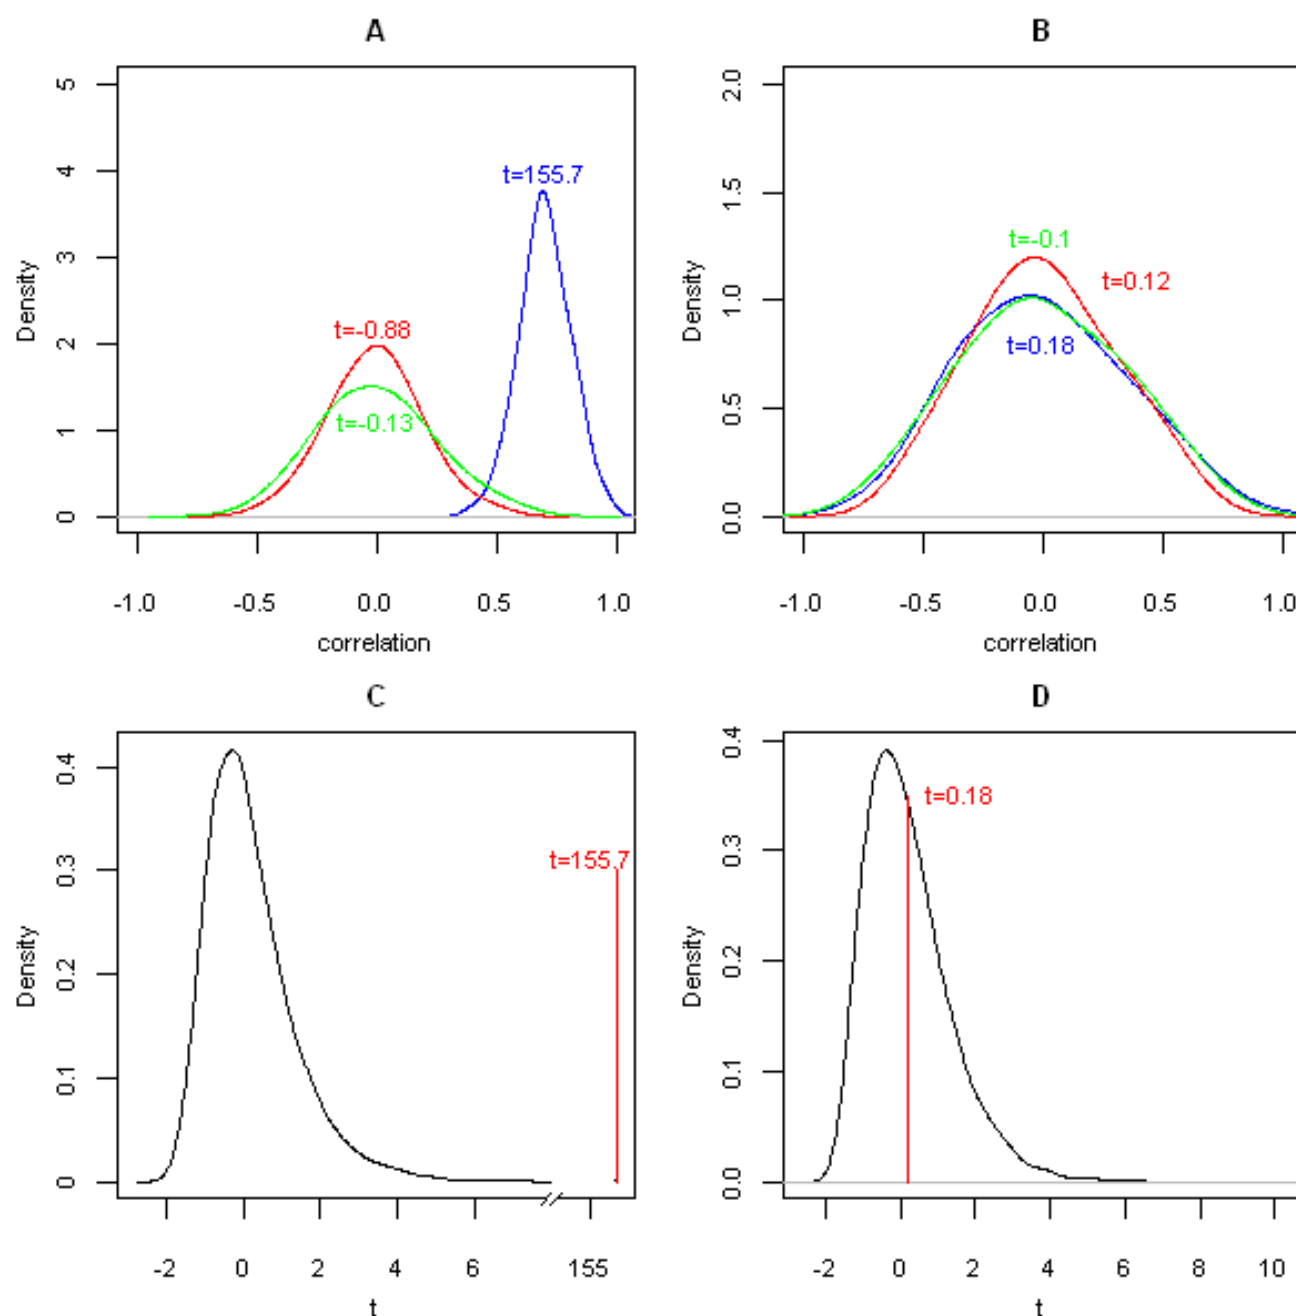 A
5
4
3
2
1
0
Density
t=155.7
t=-0.88
t=-0.13
-1.0 -0.5 0.0 0.5 1.0
correlation
B
2.0
1.5
1.0
0.5
0.0
Density
t=-0.1
t=0.12
t=0.18
-1.0 -0.5 0.0 0.5 1.0
correlation
C
0.4
0.3
0.2
0.1
0
Density
t=155.7
-2 0 2 4 6 155
t
D
0.4
0.3
0.2
0.1
0.0
Density
t=0.18
-2 0 2 4 6 8 10
t